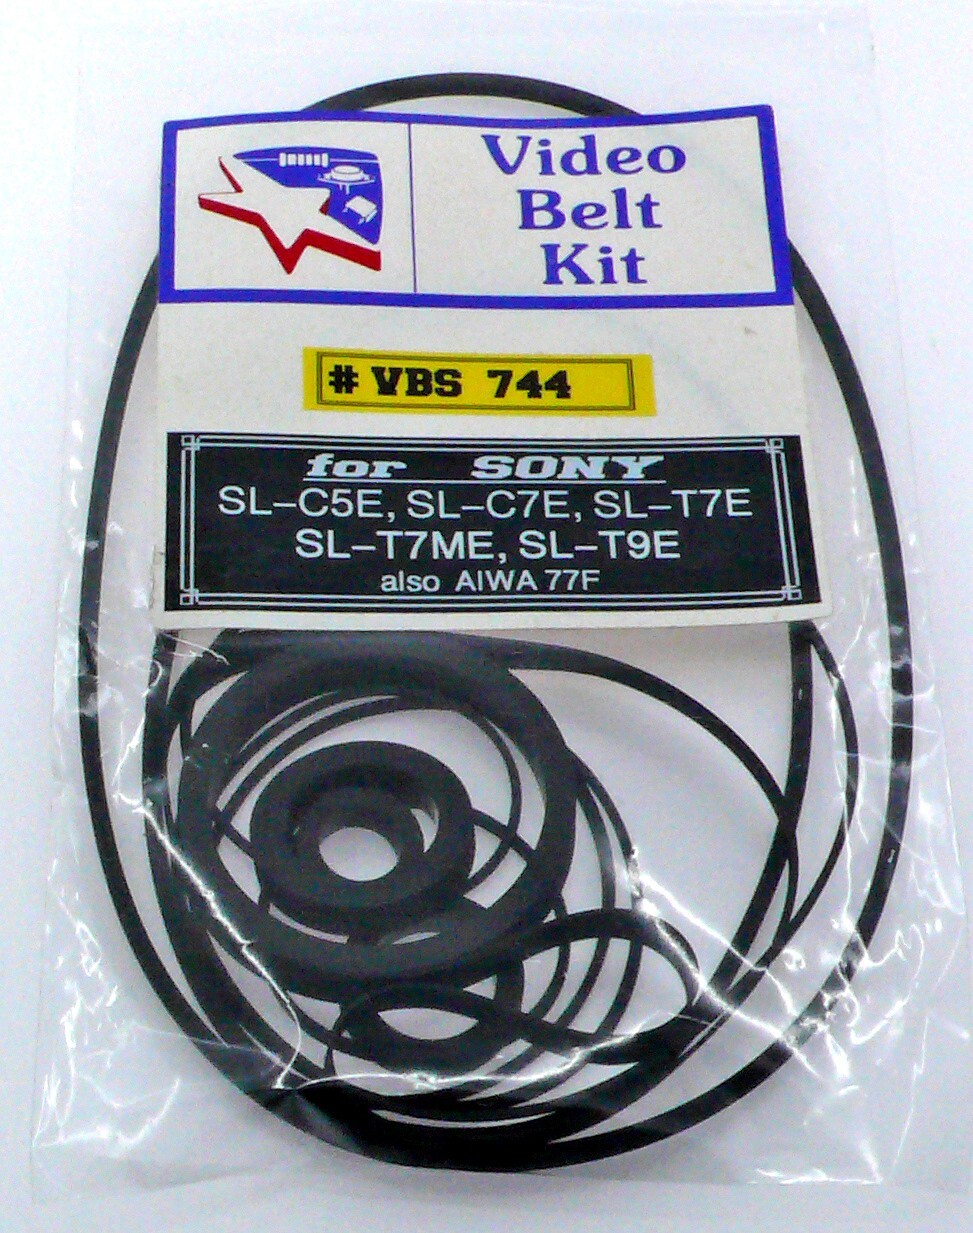 Video
Belt
Kit
# VBS 744
for SONY
SL-C5E, SL-C7E, SL-T7E
SL-T7ME, SL-T9E
also AIWA 77F